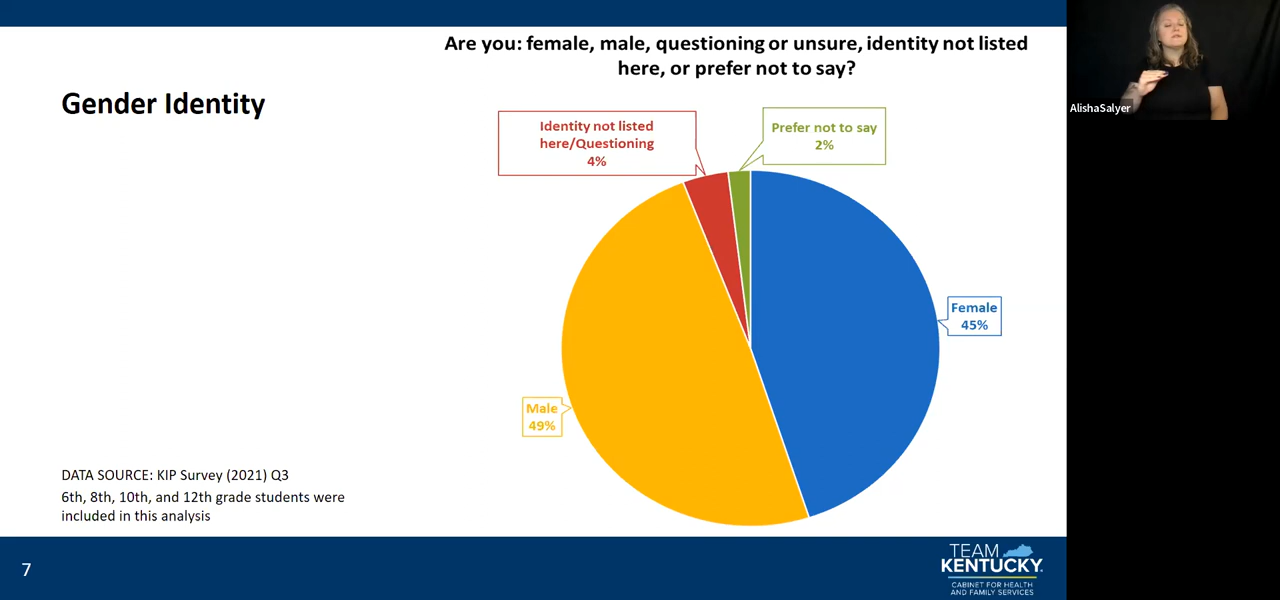 Are you: female, male, questioning or unsure, identity not listed
here, or prefer not to say?
Gender Identity
Identity not listed
here/Questioning
4%
Prefer not to say
2%
Female
45%
Male
49%
DATA SOURCE: KIP Survey (2021) Q3
6th, 8th, 10th, and 12th grade students were
included in this analysis
7
TEAM
KENTUCKY.
CABINET FOR HEALTH
AND FAMILY SERVICES
AlishaSalyer